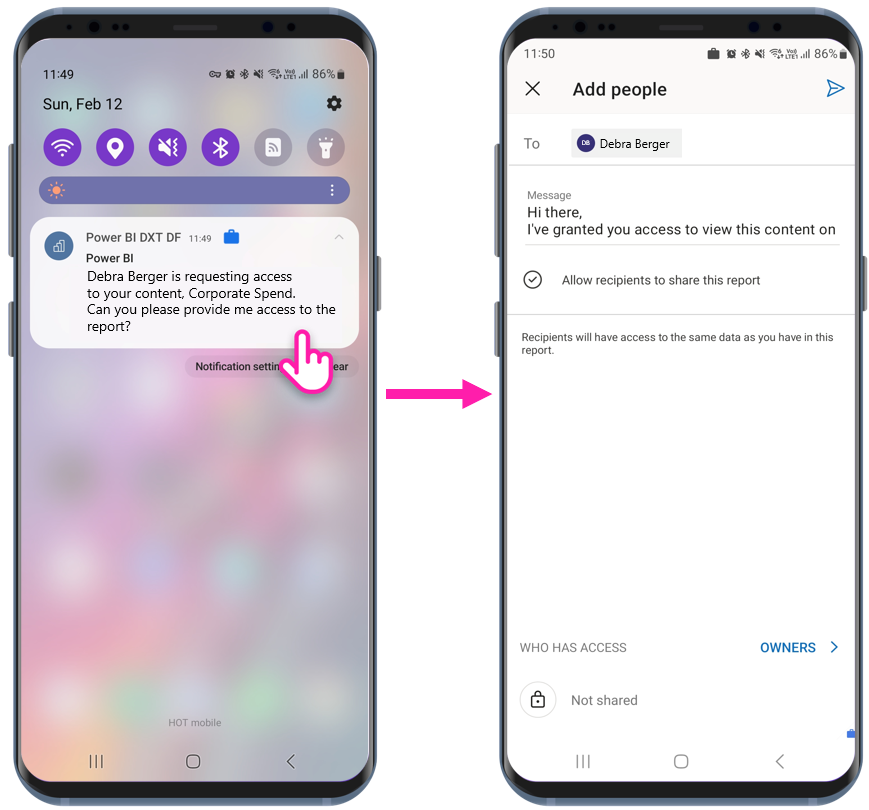 11:49
86%
Sun, Feb 12
Power BI DXT DF 11:49
Power BI
Debra Berger is requesting access
to your content, Corporate Spend.
Can you please provide me access to the
report?
Notification settin ear
HOT mobile
11:50
86%
Add people
To
DB Debra Berger
Message
Hi there,
I've granted you access to view this content on
Allow recipients to share this report
Recipients will have access to the same data as you have in this
report.
WHO HAS ACCESS
OWNERS
Not shared